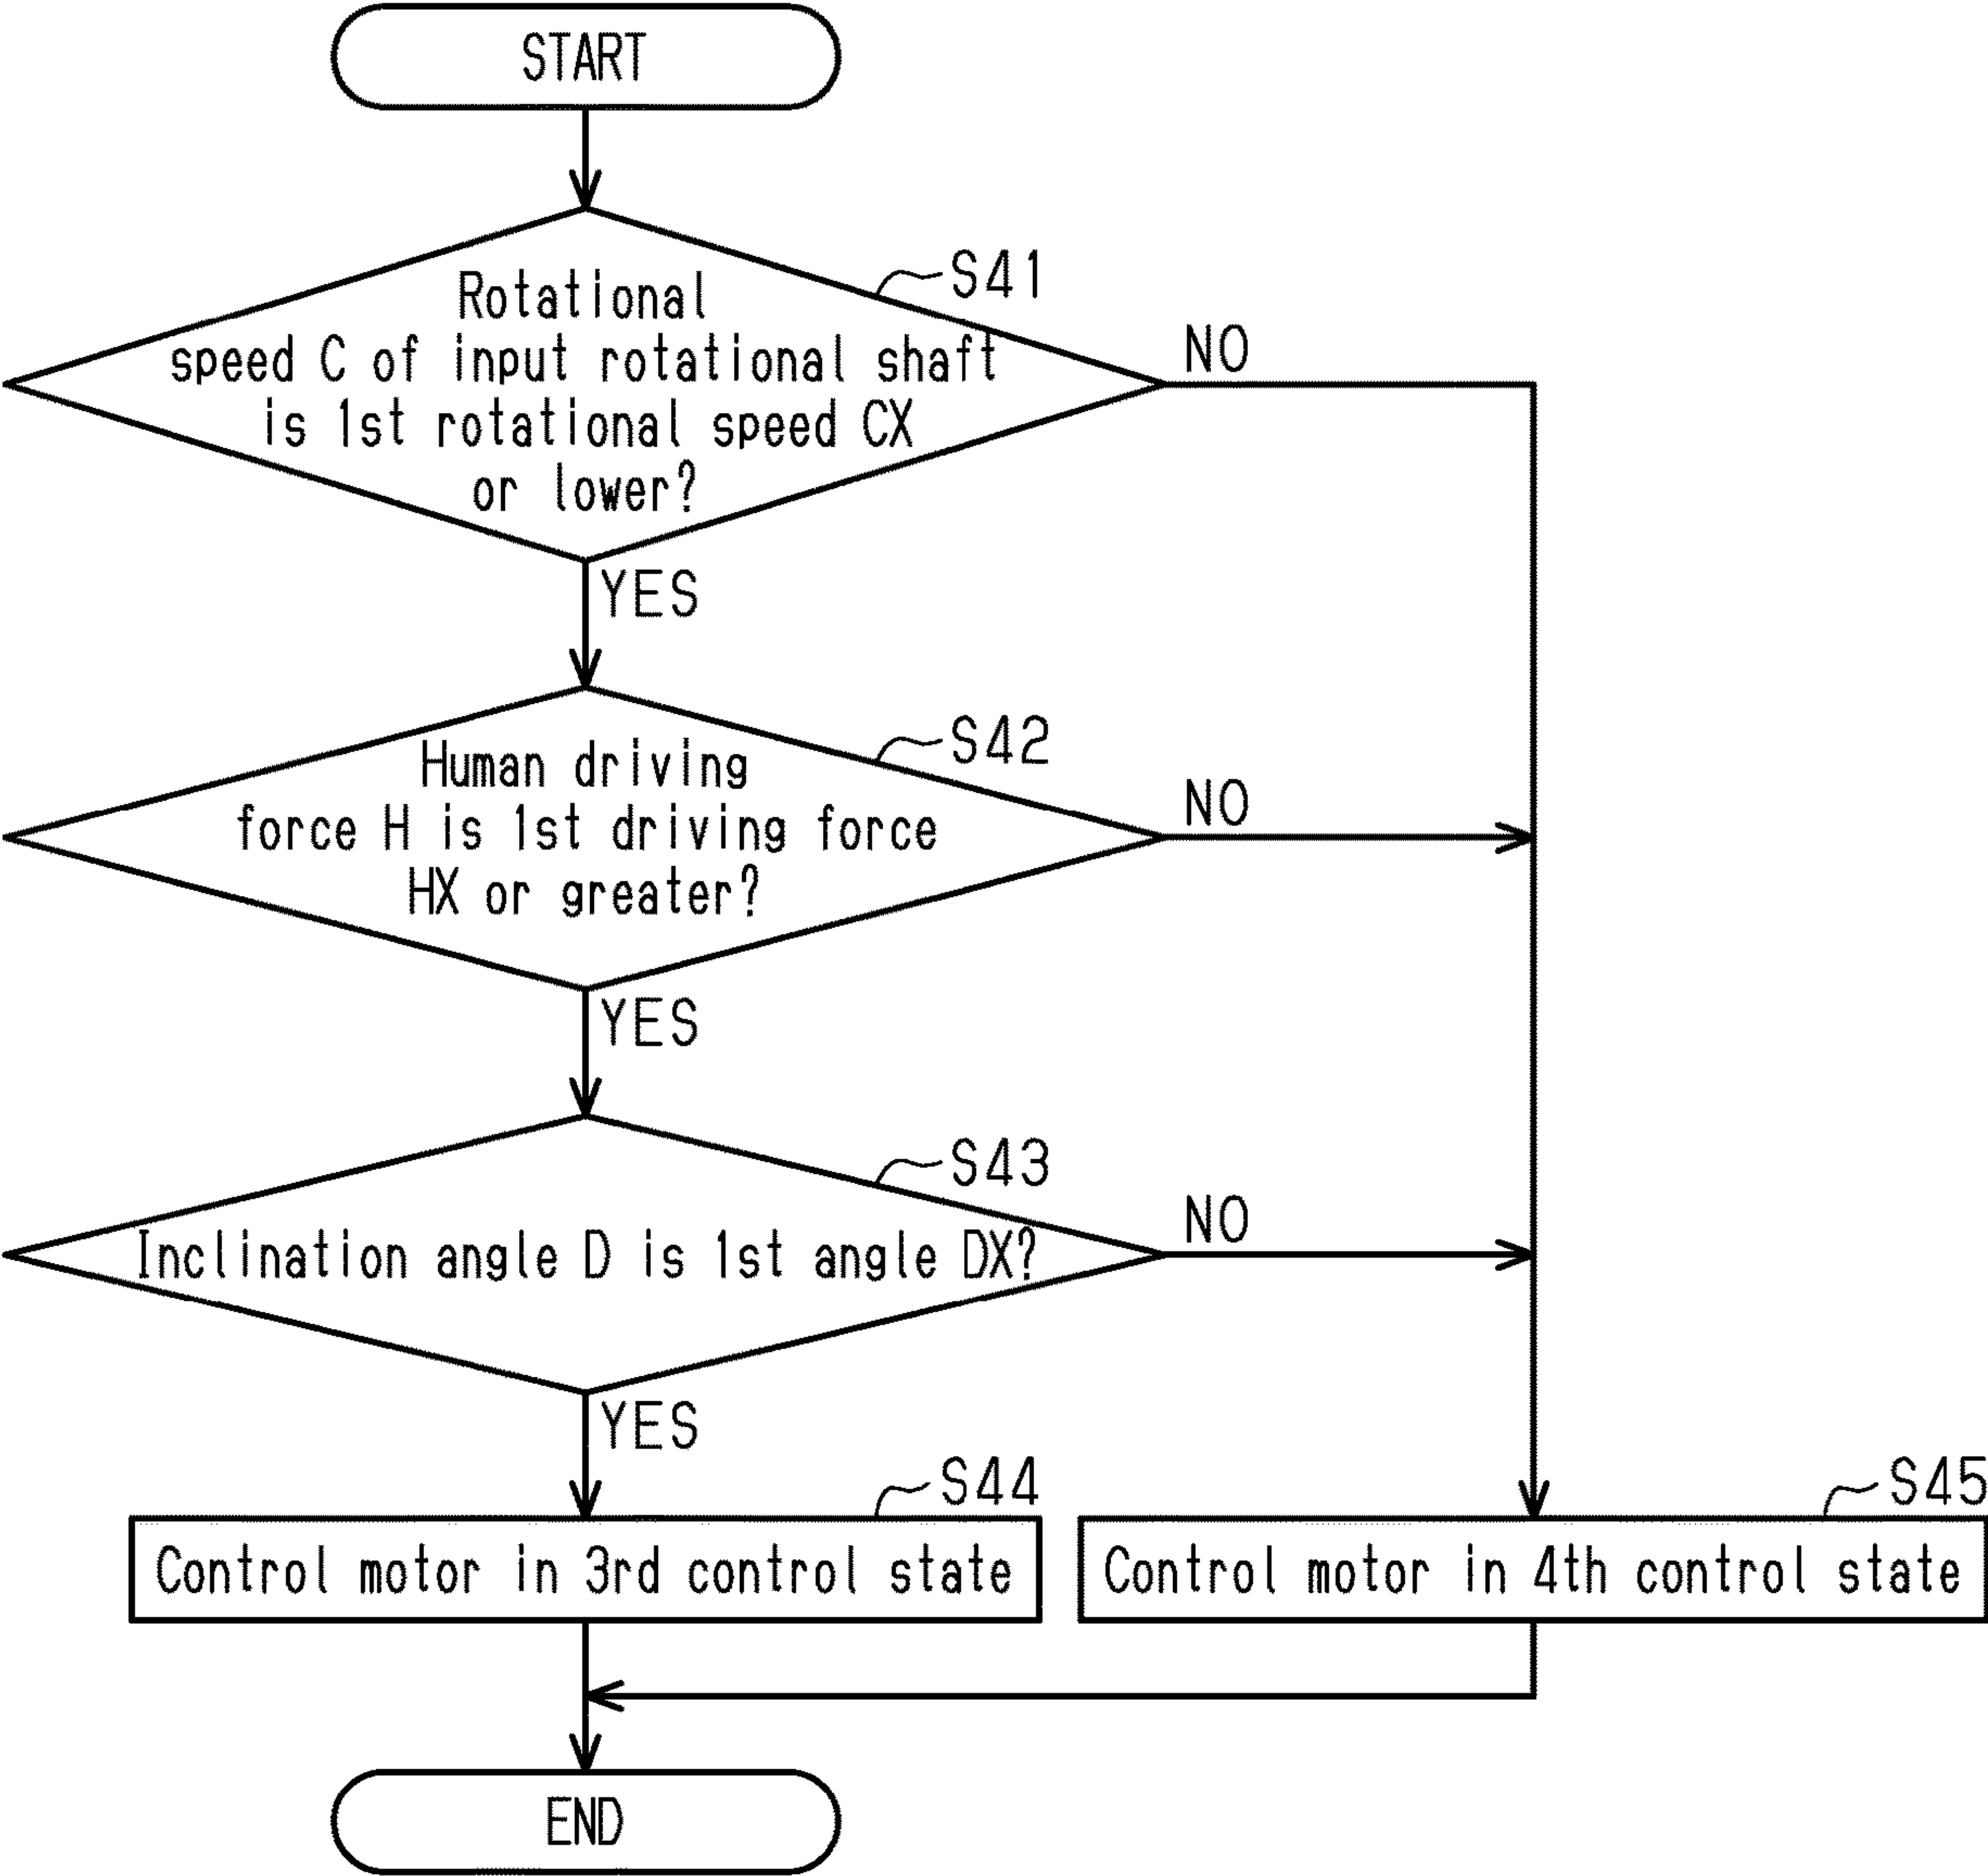 START
S41
Rotational
speed C of input rotational shaft
is 1st rotational speed CX
or lower?
NO
YES
S42
Human driving
force H is 1st driving force
HX or greater?
NO
YES
S43
Inclination angle D is 1st angle DX?
NO
YES
S44
Control motor in 3rd control state
S45
Control motor in 4th control state
END